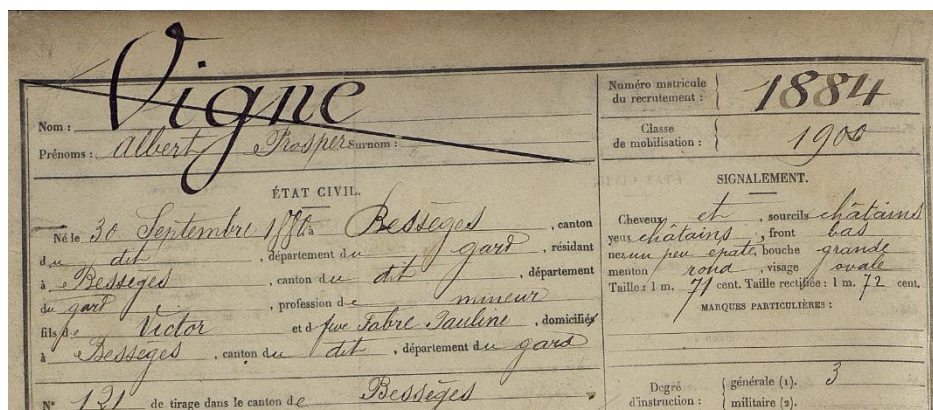 Vigne
Nom :
Prénoms : Albert Prosper Surnom :
ÉTAT CIVIL.
Né le 30 Septembre 1880 à Bessèges , canton
du dit , département du gard , résidant
à Bessèges , canton du dit , département
du gard , profession de mineur
fils de Victor et de Fabre Pauline , domiciliés
à Bessèges , canton du dit , département du gard
N° 131 de tirage dans le canton de Bessèges
Numéro matricule
du recrutement : 1884
Classe
de mobilisation : 1900
SIGNALEMENT.
Cheveux et , sourcils châtains
yeux châtains , front bas
nez un peu épaté, bouche grande
menton rond , visage ovale
Taille : 1 m. 71 cent. Taille rectifiée : 1 m. 72 cent.
MARQUES PARTICULIÈRES :
Degré
d'instruction :
générale (1). 3
militaire (2).